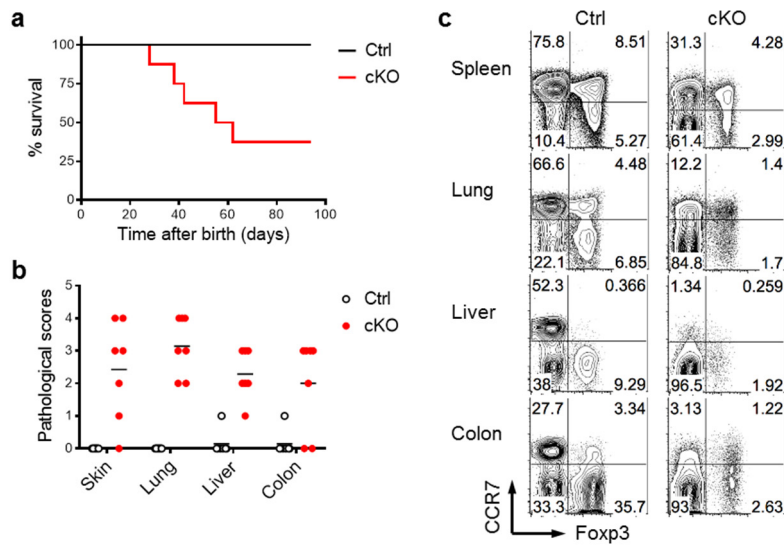 a
100
75
50
25
0
% survival
0 20 40 60 80 100
Time after birth (days)
Ctrl
cKO
b
5
4
3
2
1
0
Pathological scores
Skin Lung Liver Colon
Ctrl
cKO
c
Ctrl cKO
Spleen
75.8 8.51 31.3 4.28
10.4 5.27 61.4 2.99
Lung
66.6 4.48 12.2 1.4
22.1 6.85 84.8 1.7
Liver
52.3 0.366 1.34 0.259
38 9.29 96.5 1.92
Colon
27.7 3.34 3.13 1.22
33.3 35.7 93 2.63
CCR7
Foxp3